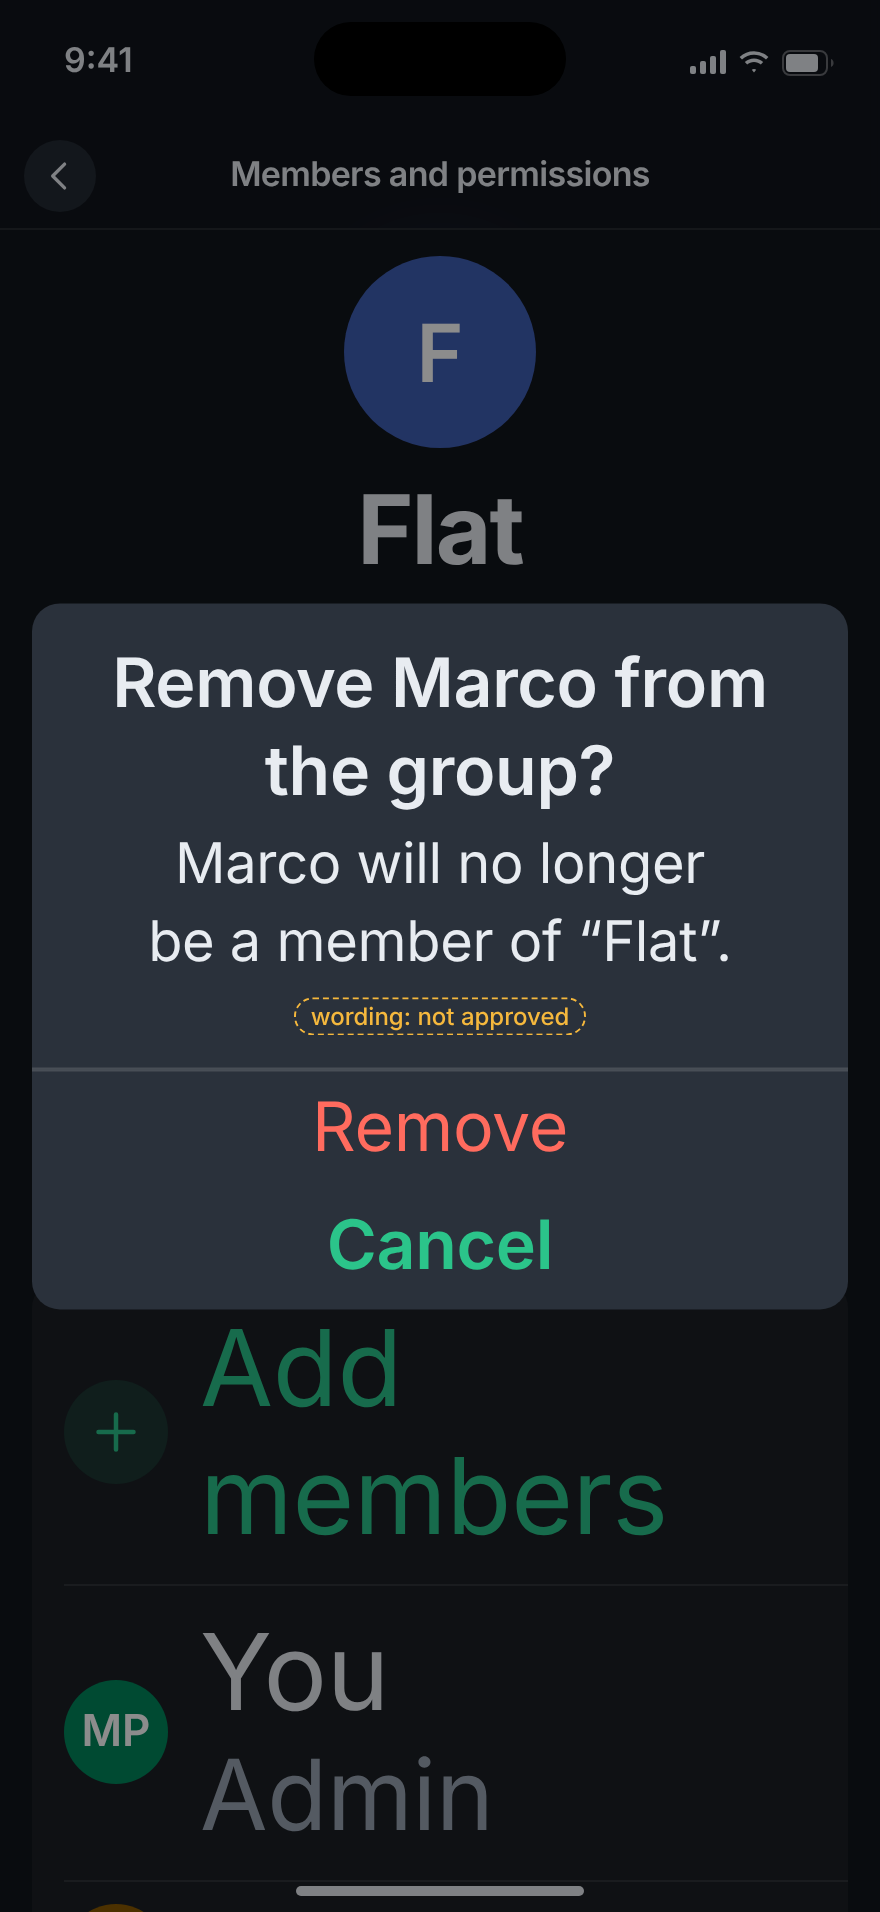 9:41
Members and permissions
F
Flat
Remove Marco from
the group?
Marco will no longer
be a member of “Flat”.
wording: not approved
Remove
Cancel
Add
members
You
MP
Admin